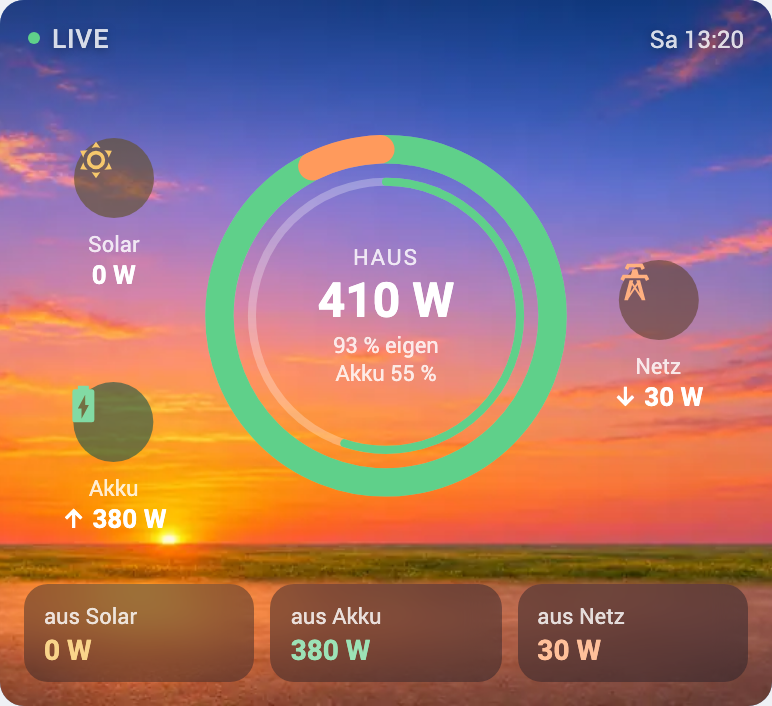 LIVE
Sa 13:20
Solar
0 W
HAUS
410 W
93 % eigen
Akku 55 %
Netz
↓ 30 W
Akku
↑ 380 W
aus Solar
0 W
aus Akku
380 W
aus Netz
30 W